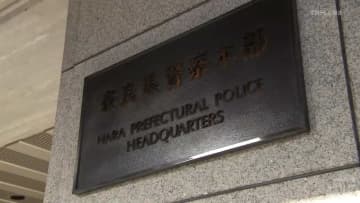 奈良県警察本部
NARA PREFECTURAL POLICE
HEADQUARTERS